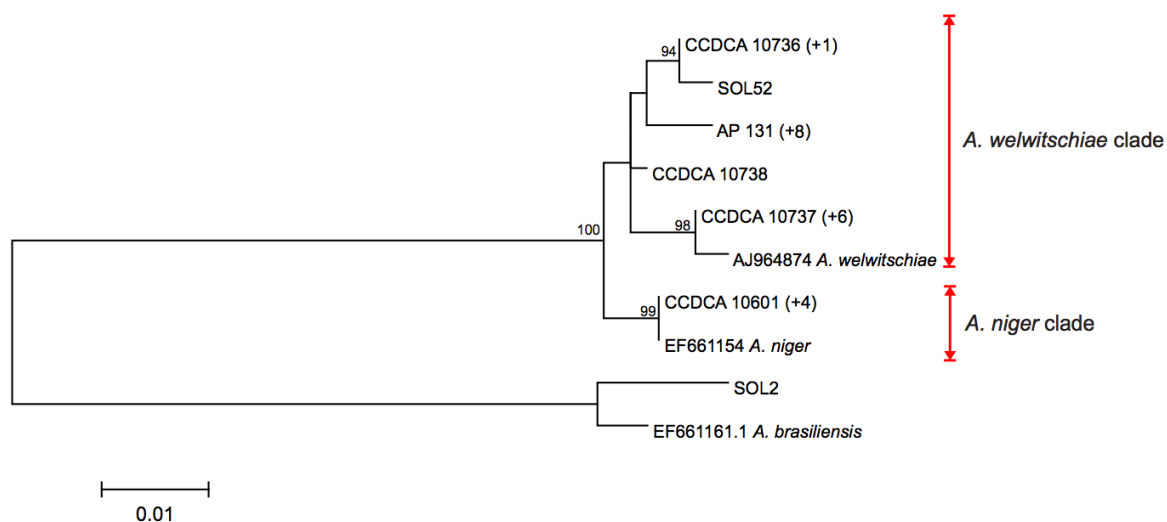 94
CCDCA 10736 (+1)
SOL52
AP 131 (+8)
A. welwitschiae clade
CCDCA 10738
98
CCDCA 10737 (+6)
100
AJ964874 A. welwitschiae
99
CCDCA 10601 (+4)
A. niger clade
EF661154 A. niger
SOL2
EF661161.1 A. brasiliensis
0.01